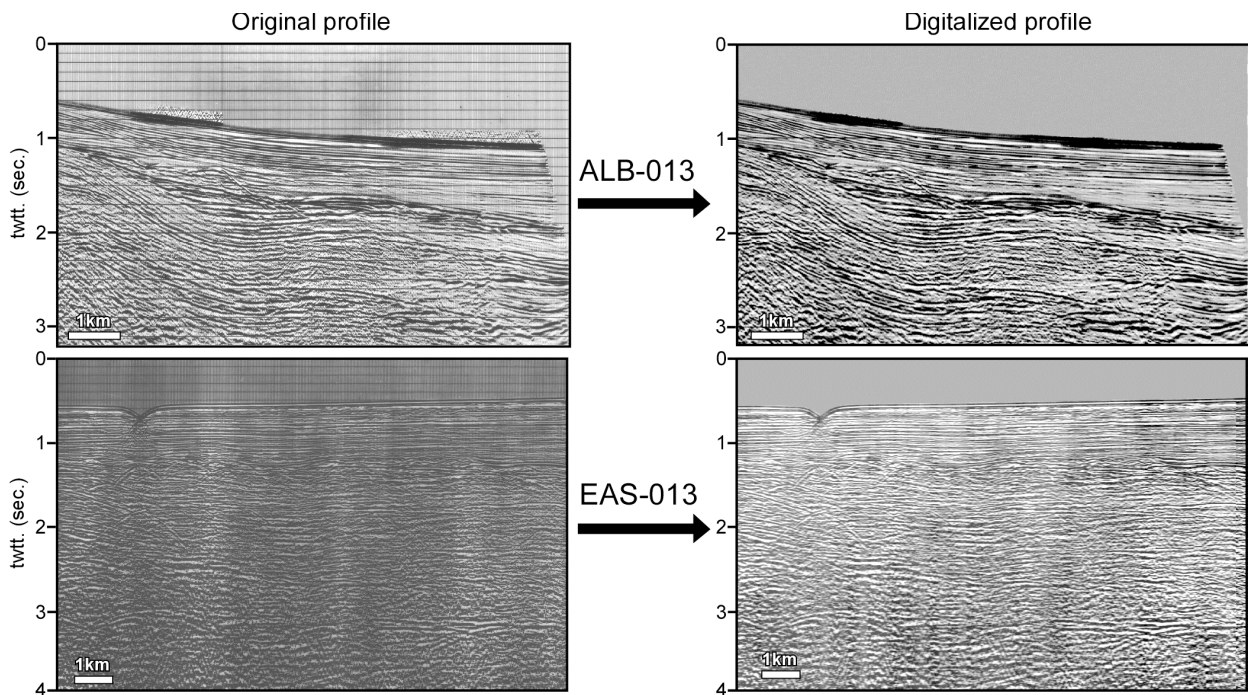 Original profile
Digitalized profile
0
1
2
3
twtt. (sec.)
1km
ALB-013
0
1
2
3
1km
0
1
2
3
4
twtt. (sec.)
1km
EAS-013
0
1
2
3
4
1km